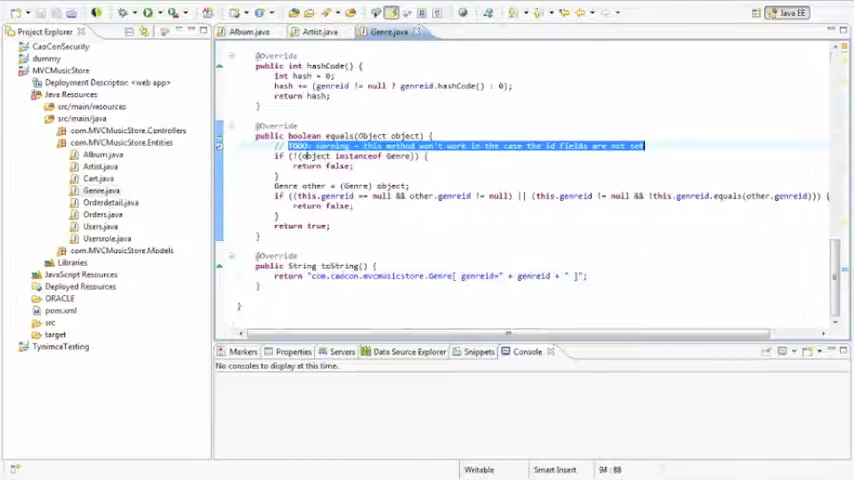 Java EE
Project Explorer
CaoConSecurity
dummy
MVCMusicStore
Deployment Descriptor: <web app>
Java Resources
src/main/resources
src/main/java
com.MVCMusicStore.Controllers
com.MVCMusicStore.Entities
Album.java
Artist.java
Cart.java
Genre.java
Orderdetail.java
Orders.java
Users.java
Usersrole.java
com.MVCMusicStore.Models
Libraries
JavaScript Resources
Deployed Resources
ORACLE
pom.xml
src
target
TynimceTesting
Album.java
Artist.java
Genre.java
@Override
public int hashCode() {
int hash = 0;
hash += (genreid != null ? genreid.hashCode() : 0);
return hash;
}
@Override
public boolean equals(Object object) {
// TODO: Warning - this method won't work in the case the id fields are not set
if (!(object instanceof Genre)) {
return false;
}
Genre other = (Genre) object;
if ((this.genreid == null && other.genreid != null) || (this.genreid != null && !this.genreid.equals(other.genreid))) {
return false;
}
return true;
}
@Override
public String toString() {
return "com.caocon.mvcmusicstore.Genre[ genreid=" + genreid + " ]";
}
}
Markers
Properties
Servers
Data Source Explorer
Snippets
Console
No consoles to display at this time.
Writable
Smart Insert
94 : 88